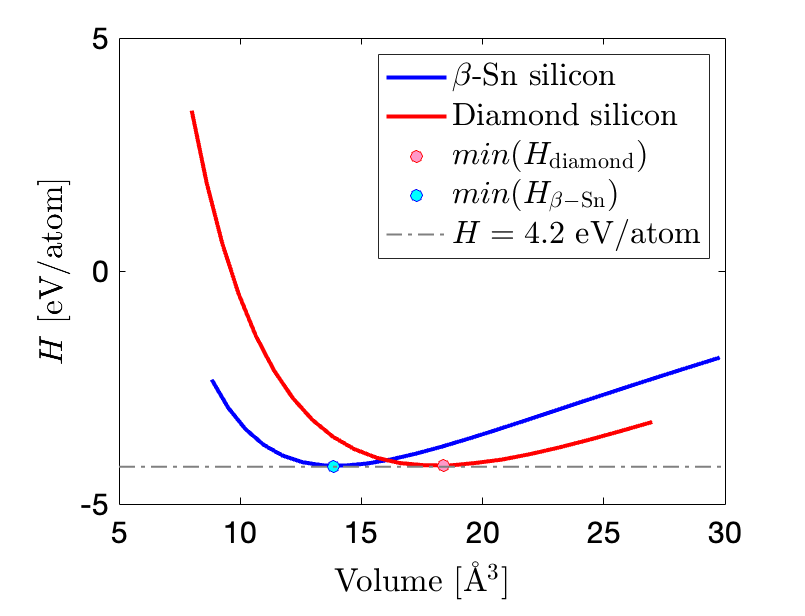 5
0
-5
5
10
15
20
25
30
H [eV/atom]
Volume [Å³]
β-Sn silicon
Diamond silicon
min(H_diamond)
min(H_β−Sn)
H = 4.2 eV/atom